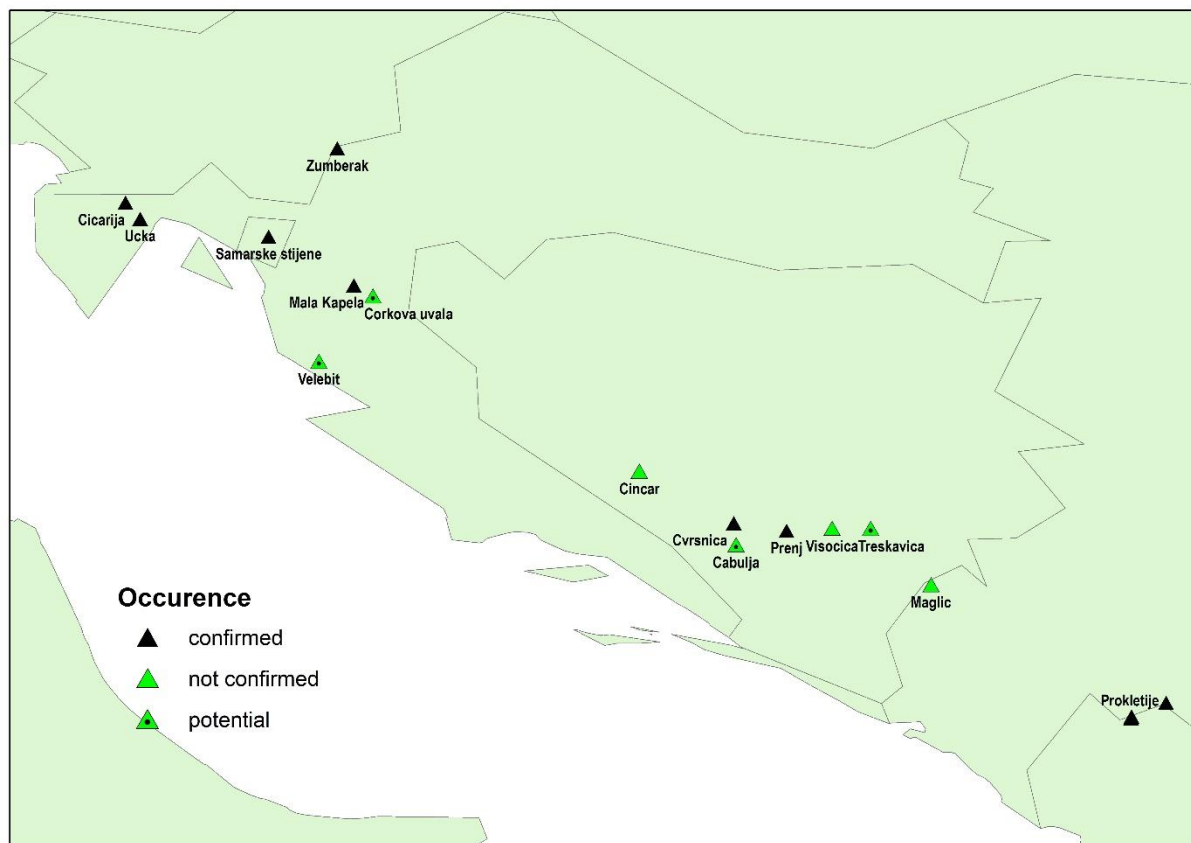 Zumberak
Cicarija
Ucka
Samarske stijene
Mala Kapela
Corkova uvala
Velebit
Cincar
Cvrsnica
Cabulja
Prenj
Visocica
Treskavica
Maglic
Prokletije
Occurence
confirmed
not confirmed
potential